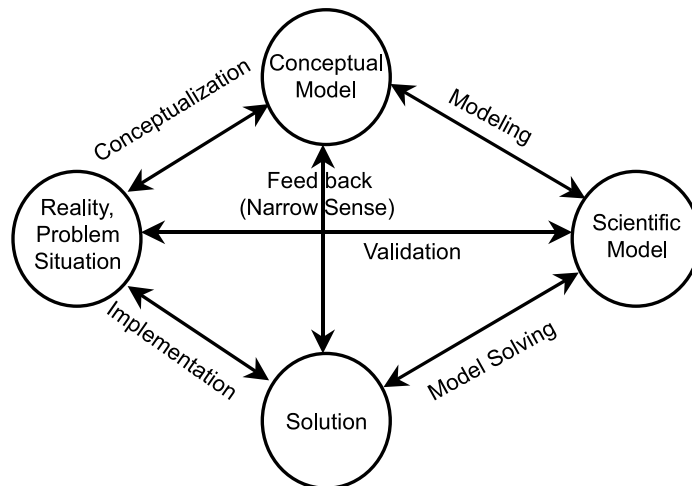 Conceptual
Model
Conceptualization
Modeling
Feed back
(Narrow Sense)
Reality,
Problem
Situation
Scientific
Model
Validation
Implementation
Model Solving
Solution